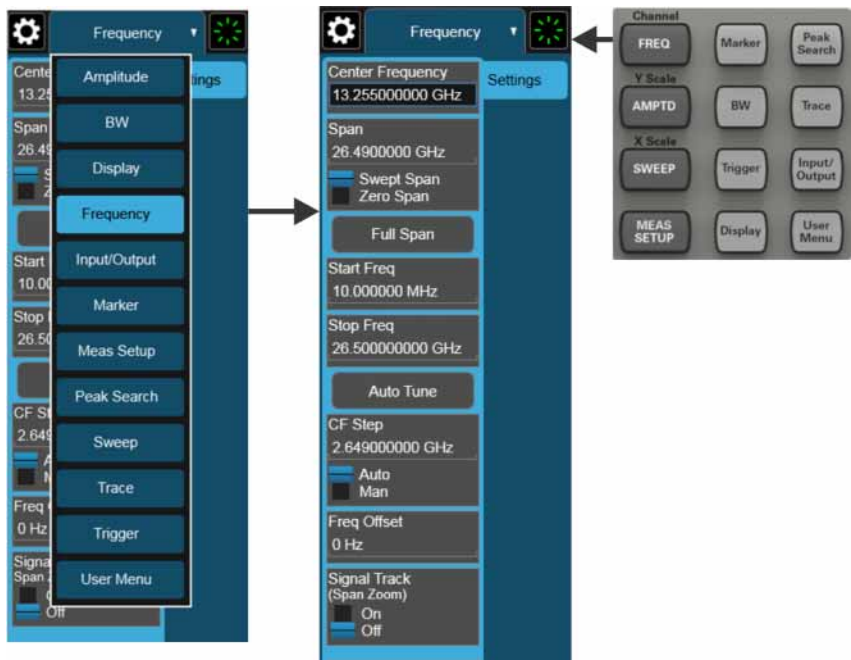 Frequency
Amplitude
BW
Display
Frequency
Input/Output
Marker
Meas Setup
Peak Search
Sweep
Trace
Trigger
User Menu
Cente
13.25
Span
26.49
S
Z
Start
10.00
Stop
26.50
CF St
2.649
A
M
Freq
0 Hz
Signa
Span Z
Off
ttings
Frequency
Center Frequency
13.255000000 GHz
Span
26.4900000 GHz
Swept Span
Zero Span
Full Span
Start Freq
10.000000 MHz
Stop Freq
26.500000000 GHz
Auto Tune
CF Step
2.649000000 GHz
Auto
Man
Freq Offset
0 Hz
Signal Track
(Span Zoom)
On
Off
Settings
Channel
FREQ
Marker
Peak
Search
Y Scale
AMPTD
BW
Trace
X Scale
SWEEP
Trigger
Input/
Output
MEAS
SETUP
Display
User
Menu